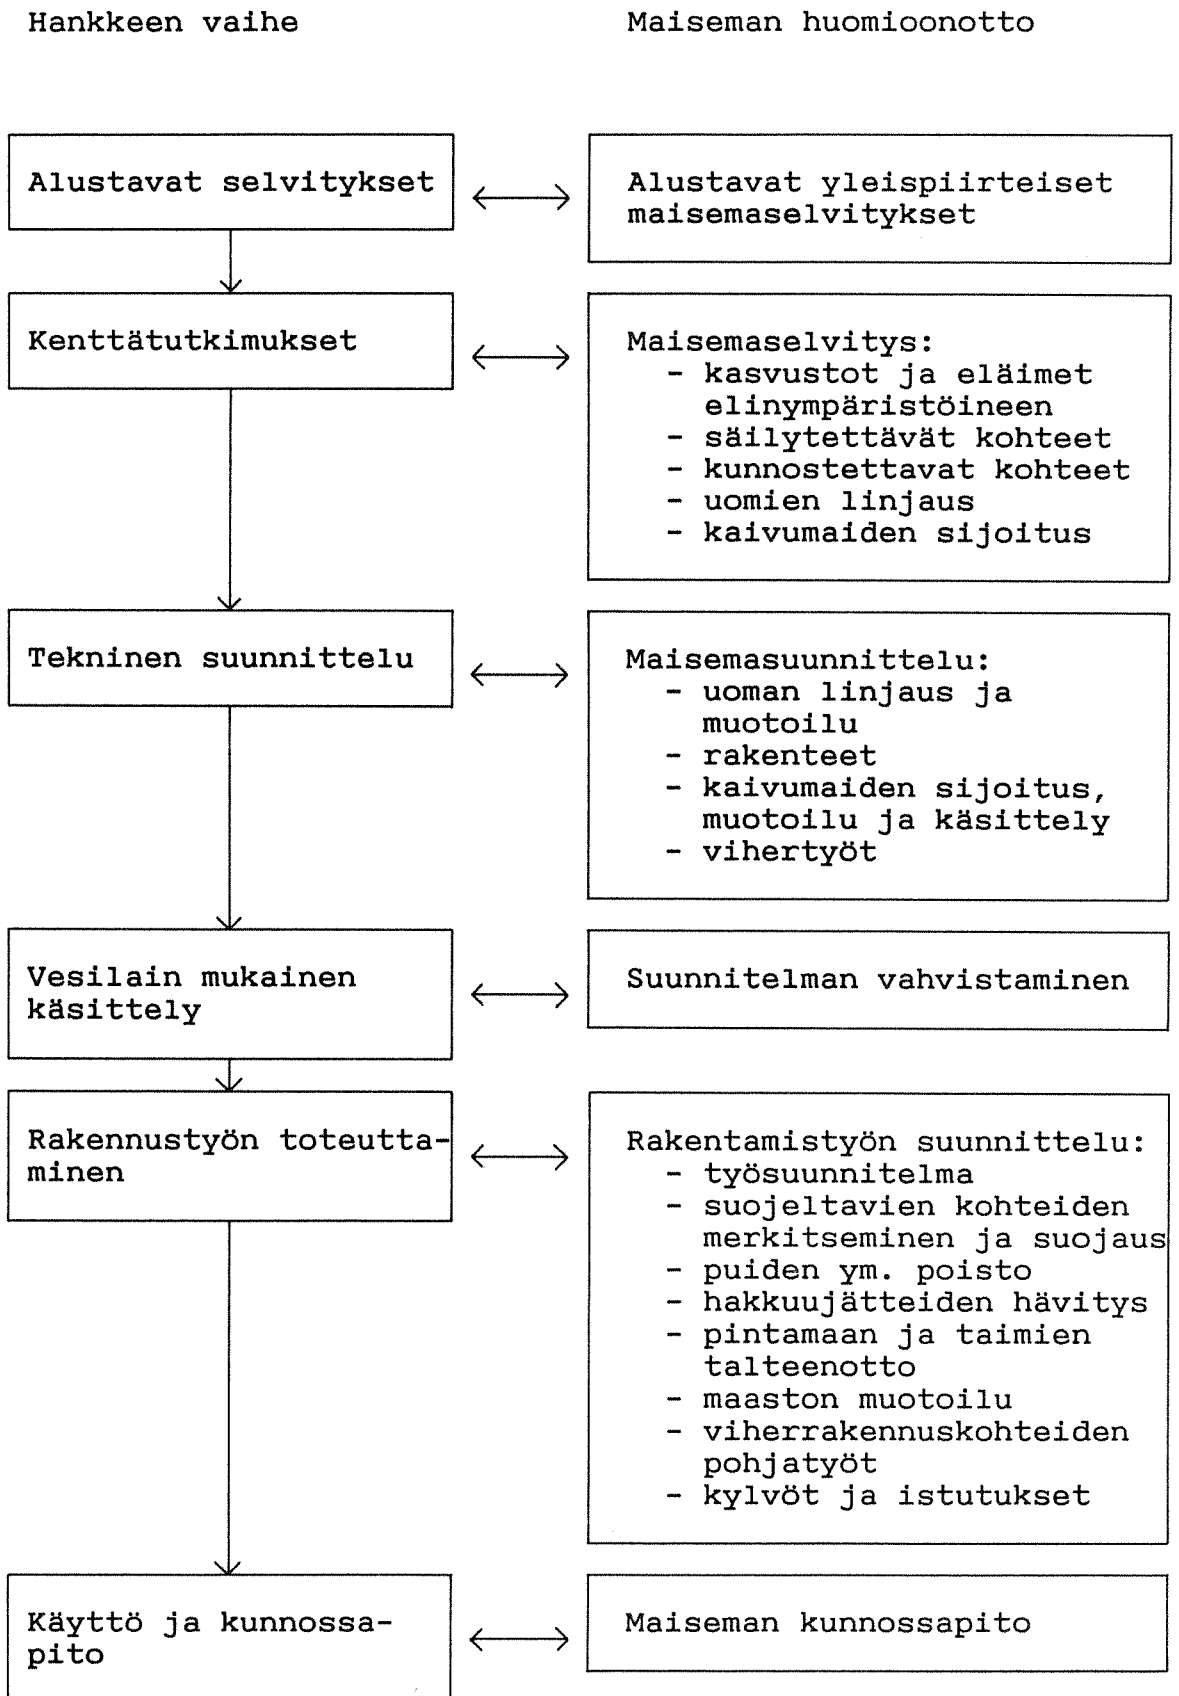 Hankkeen vaihe
Maiseman huomioonotto
Alustavat selvitykset
Alustavat yleispiirteiset
maisemaselvitykset
Kenttätutkimukset
Maisemaselvitys:
- kasvustot ja eläimet
elinympäristöineen
- säilytettävät kohteet
- kunnostettavat kohteet
- uomien linjaus
- kaivumaiden sijoitus
Tekninen suunnittelu
Maisemasuunnittelu:
- uoman linjaus ja
muotoilu
- rakenteet
- kaivumaiden sijoitus,
muotoilu ja käsittely
- vihertyöt
Vesilain mukainen
käsittely
Suunnitelman vahvistaminen
Rakennustyön toteutta-
minen
Rakentamistyön suunnittelu:
- työsuunnitelma
- suojeltavien kohteiden
merkitseminen ja suojaus
- puiden ym. poisto
- hakkuujätteiden hävitys
- pintamaan ja taimien
talteenotto
- maaston muotoilu
- viherrakennuskohteiden
pohjatyöt
- kylvöt ja istutukset
Käyttö ja kunnossa-
pito
Maiseman kunnossapito